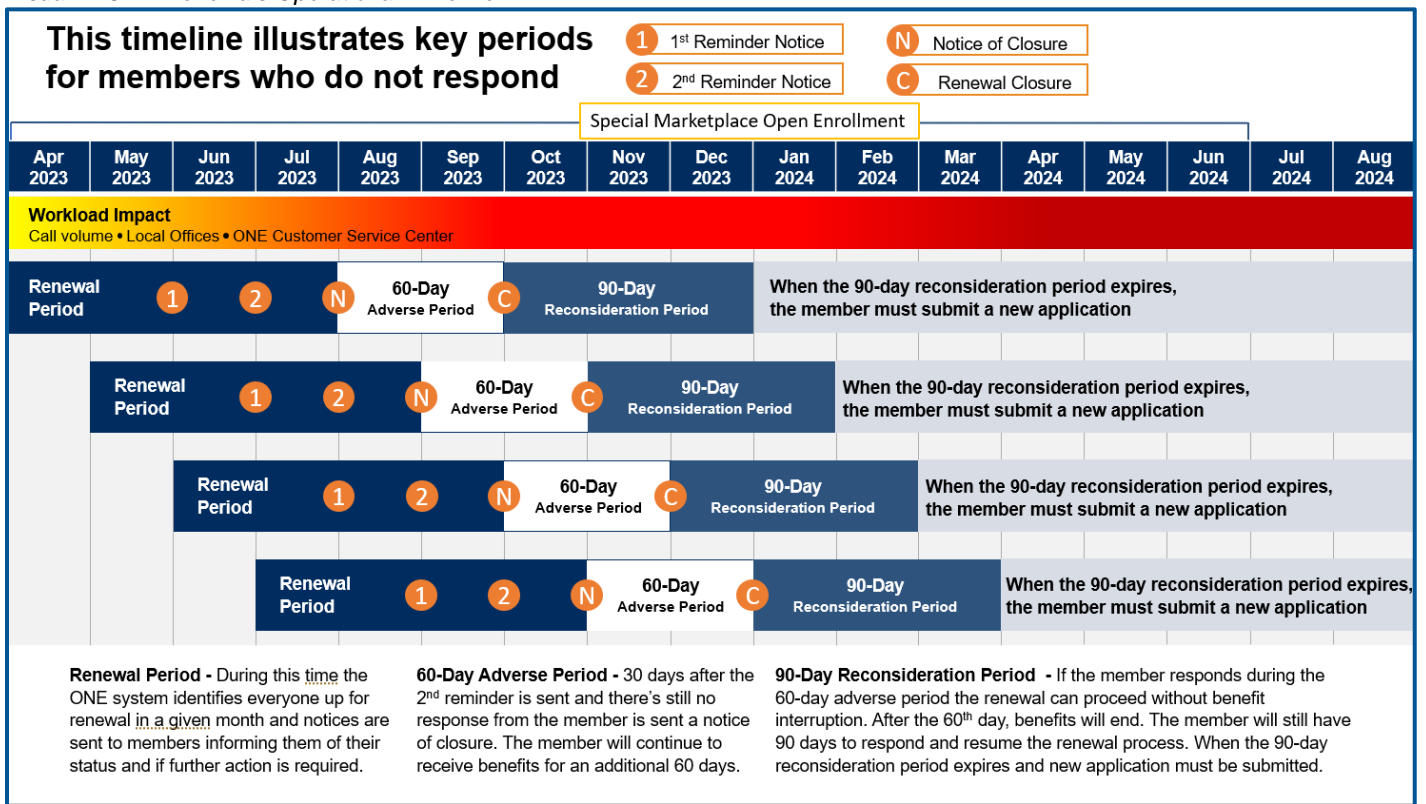 This timeline illustrates key periods
for members who do not respond
1 1st Reminder Notice
2 2nd Reminder Notice
N Notice of Closure
C Renewal Closure
Special Marketplace Open Enrollment
Apr 2023
May 2023
Jun 2023
Jul 2023
Aug 2023
Sep 2023
Oct 2023
Nov 2023
Dec 2023
Jan 2024
Feb 2024
Mar 2024
Apr 2024
May 2024
Jun 2024
Jul 2024
Aug 2024
Workload Impact
Call volume • Local Offices • ONE Customer Service Center
Renewal
Period
1
2
N
60-Day
Adverse Period
C
90-Day
Reconsideration Period
When the 90-day reconsideration period expires,
the member must submit a new application
Renewal
Period
1
2
N
60-Day
Adverse Period
C
90-Day
Reconsideration Period
When the 90-day reconsideration period expires,
the member must submit a new application
Renewal
Period
1
2
N
60-Day
Adverse Period
C
90-Day
Reconsideration Period
When the 90-day reconsideration period expires,
the member must submit a new application
Renewal
Period
1
2
N
60-Day
Adverse Period
C
90-Day
Reconsideration Period
When the 90-day reconsideration period expires,
the member must submit a new application
Renewal Period - During this time the
ONE system identifies everyone up for
renewal in a given month and notices are
sent to members informing them of their
status and if further action is required.
60-Day Adverse Period - 30 days after the
2nd reminder is sent and there's still no
response from the member is sent a notice
of closure. The member will continue to
receive benefits for an additional 60 days.
90-Day Reconsideration Period - If the member responds during the
60-day adverse period the renewal can proceed without benefit
interruption. After the 60th day, benefits will end. The member will still have
90 days to respond and resume the renewal process. When the 90-day
reconsideration period expires and new application must be submitted.